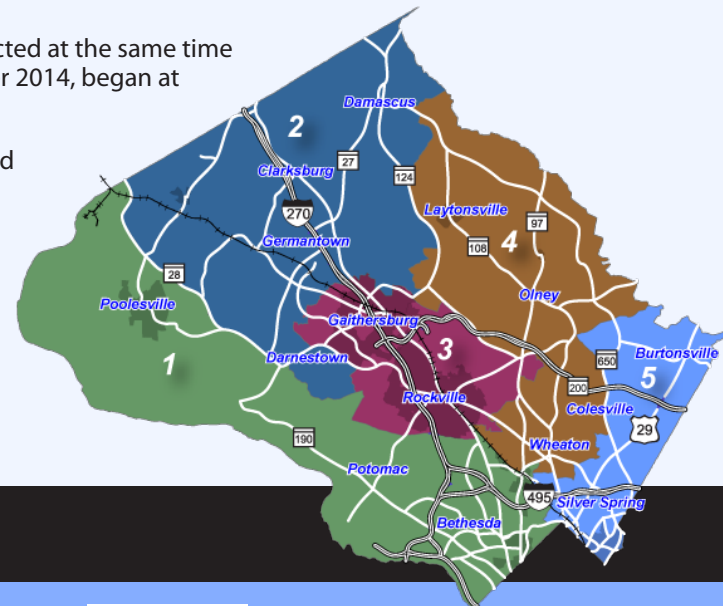 cted at the same time
r 2014, began at
d
Damascus
2
27
Clarksburg
124
270
Laytonsville
97
4
108
Germantown
28
Olney
Poolesville
Gaithersburg
3
Burtonsville
650
Darnestown
1
5
200
Rockville
Colesville
29
190
Wheaton
Potomac
495
Silver Spring
Bethesda